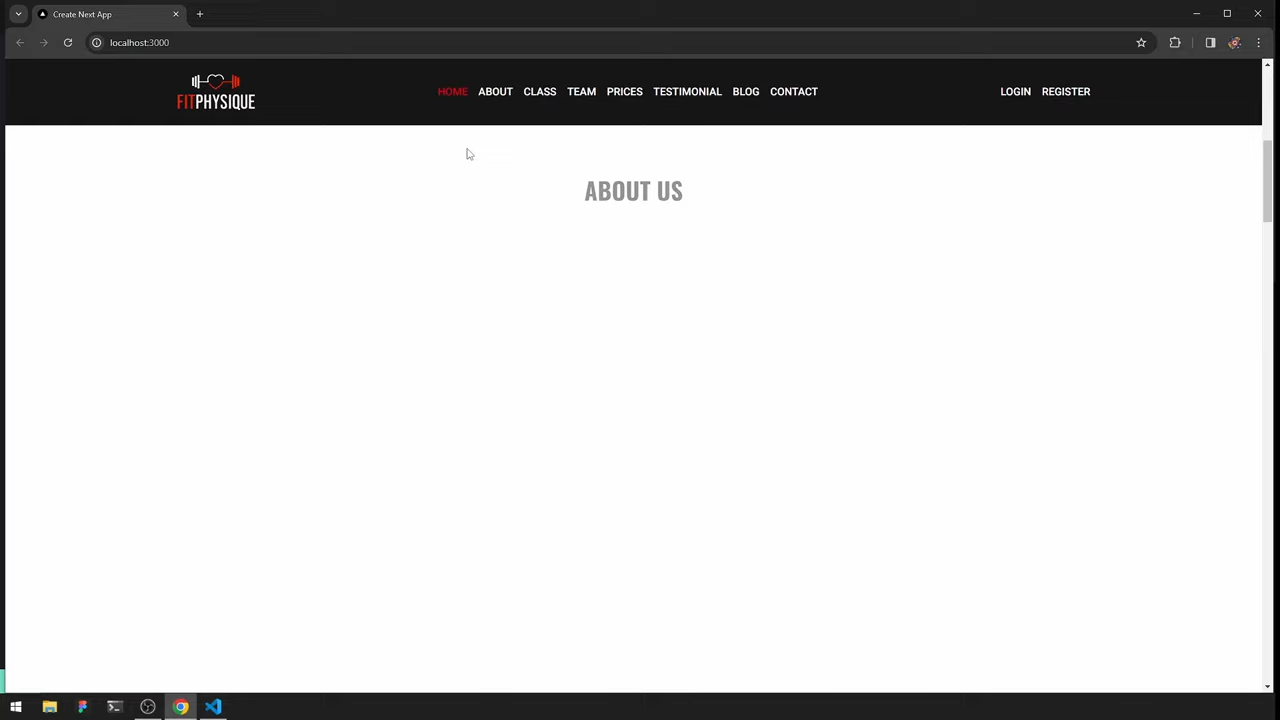 Create Next App
localhost:3000
FITPHYSIQUE
HOME ABOUT CLASS TEAM PRICES TESTIMONIAL BLOG CONTACT
LOGIN REGISTER
ABOUT US